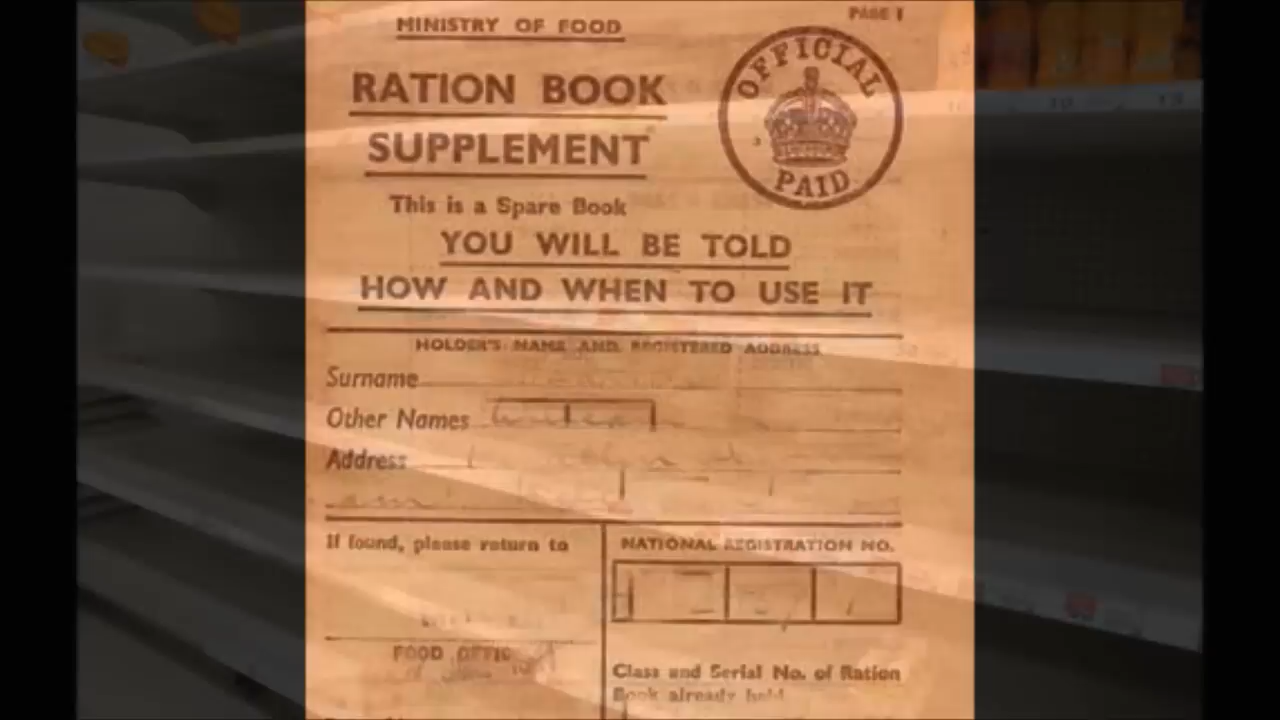 PAGE 1
MINISTRY OF FOOD
RATION BOOK
SUPPLEMENT
OFFICIAL
PAID
This is a Spare Book
YOU WILL BE TOLD
HOW AND WHEN TO USE IT
HOLDER'S NAME AND REGISTERED ADDRESS
Surname
Other Names
Address
If found, please return to
NATIONAL REGISTRATION NO.
FOOD OFFIC
Class and Serial No. of Ration
Book already held